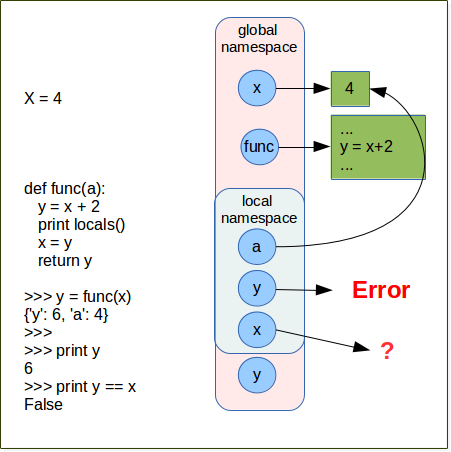 global
namespace
X = 4
x
4
func
...
y = x+2
...
def func(a):
y = x + 2
print locals()
x = y
return y
local
namespace
a
y
Error
x
?
y
>>> y = func(x)
{'y': 6, 'a': 4}
>>>
>>> print y
6
>>> print y == x
False